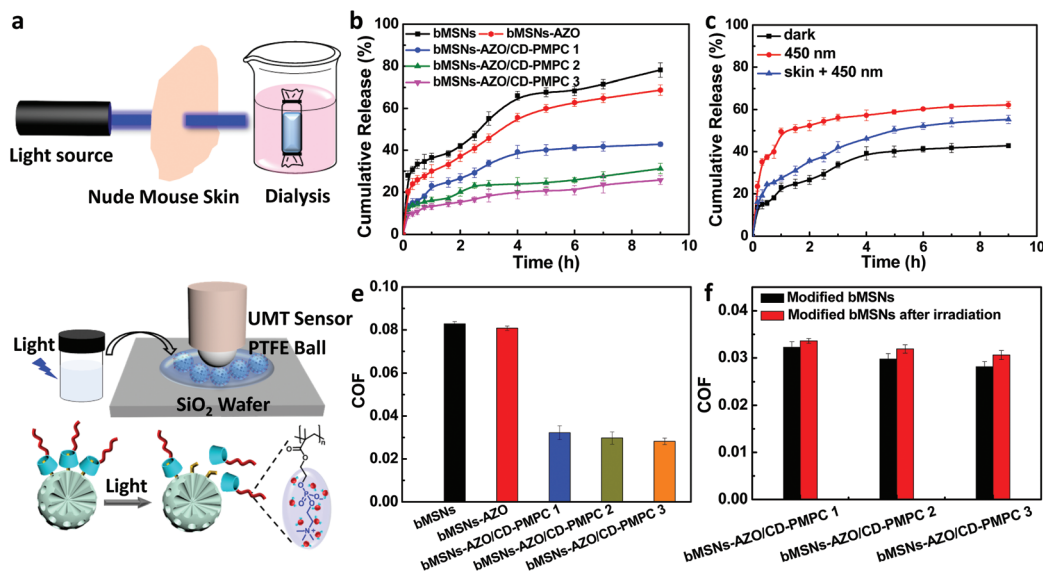 a
Light source
Nude Mouse Skin
Dialysis
b
bMSNs
bMSNs-AZO
bMSNs-AZO/CD-PMPC 1
bMSNs-AZO/CD-PMPC 2
bMSNs-AZO/CD-PMPC 3
Cumulative Release (%)
100
80
60
40
20
0
0 2 4 6 8 10
Time (h)
c
dark
450 nm
skin + 450 nm
Cumulative Release (%)
100
80
60
40
20
0
0 2 4 6 8 10
Time (h)
Light
UMT Sensor
PTFE Ball
SiO2 Wafer
Light
n
O
O
O
O
P
O
O
N+
e
COF
0.10
0.08
0.06
0.04
0.02
0.00
bMSNs
bMSNs-AZO
bMSNs-AZO/CD-PMPC 1
bMSNs-AZO/CD-PMPC 2
bMSNs-AZO/CD-PMPC 3
f
Modified bMSNs
Modified bMSNs after irradiation
COF
0.04
0.03
0.02
0.01
0.00
bMSNs-AZO/CD-PMPC 1
bMSNs-AZO/CD-PMPC 2
bMSNs-AZO/CD-PMPC 3